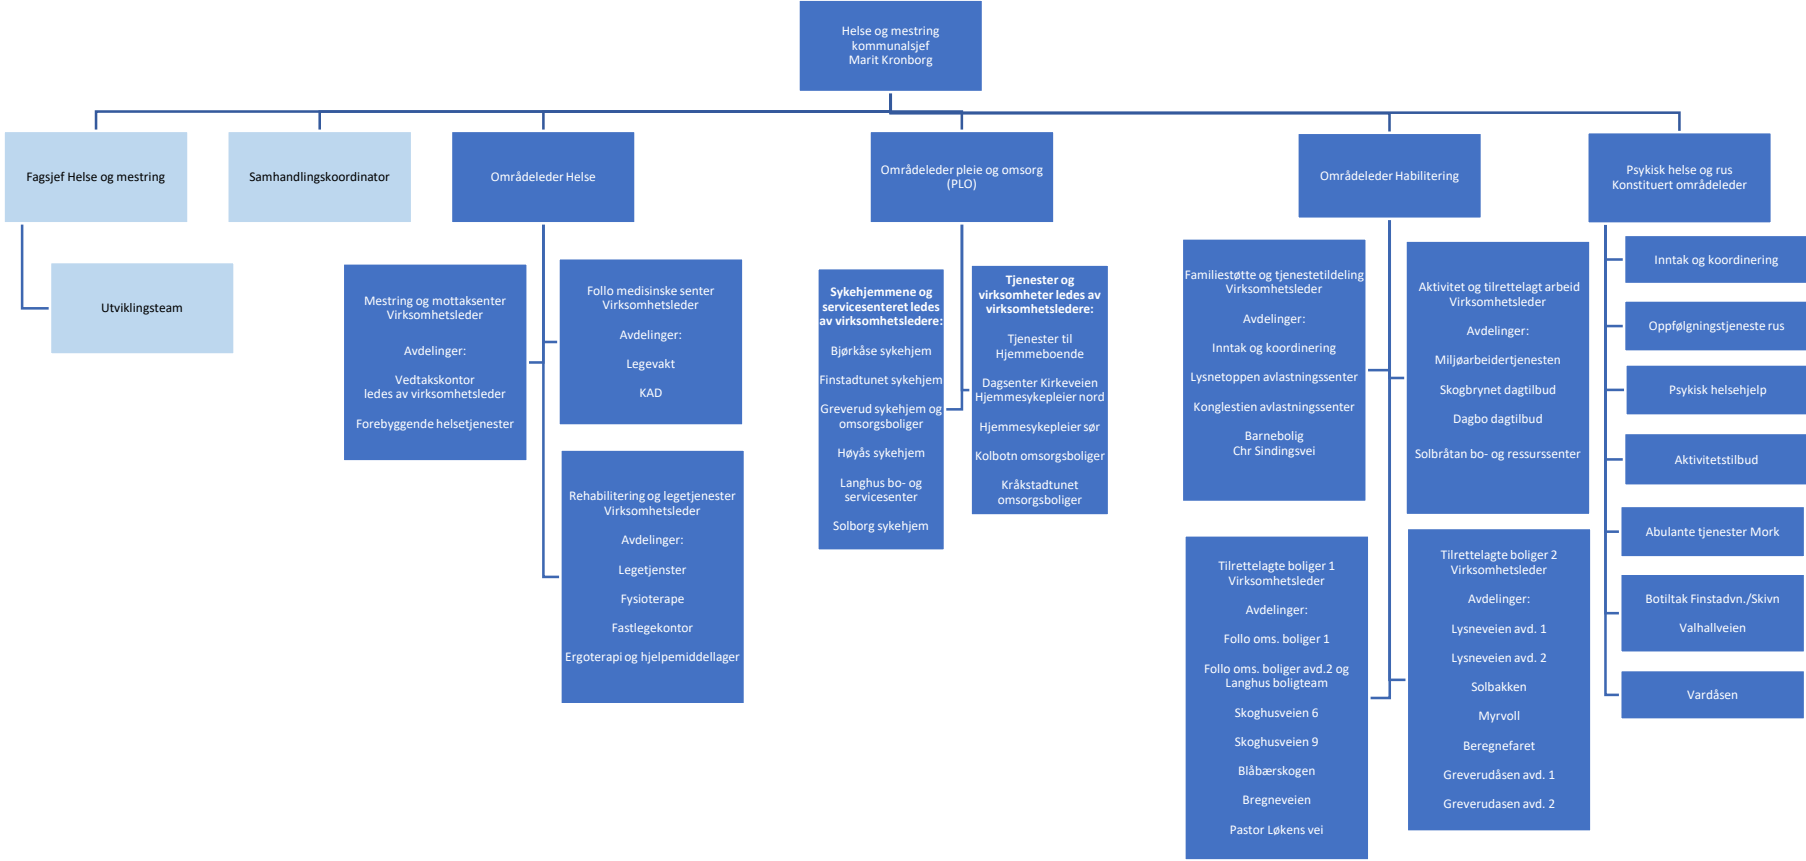 Helse og mestring
kommunalsjef
Marit Kronborg
Fagsjef Helse og mestring
Samhandlingskoordinator
Områdeleder Helse
Områdeleder pleie og omsorg
(PLO)
Områdeleder Habilitering
Psykisk helse og rus
Konstituert områdeleder
Utviklingsteam
Mestring og mottaksenter
Virksomhetsleder
Avdelinger:
Vedtakskontor
ledes av virksomhetsleder
Forebyggende helsetjenester
Follo medisinske senter
Virksomhetsleder
Avdelinger:
Legevakt
KAD
Rehabilitering og legetjenester
Virksomhetsleder
Avdelinger:
Legetjenster
Fysioterape
Fastlegekontor
Ergoterapi og hjelpemiddellager
Sykehjemmene og
servicesenteret ledes
av virksomhetsledere:
Bjørkåse sykehjem
Finstadtunet sykehjem
Greverud sykehjem og
omsorgsboliger
Høyås sykehjem
Langhus bo- og
servicesenter
Solborg sykehjem
Tjenester og
virksomheter ledes av
virksomhetsledere:
Tjenester til
Hjemmeboende
Dagsenter Kirkeveien
Hjemmesykepleier nord
Hjemmesykepleier sør
Kolbotn omsorgsboliger
Kråkstadtunet
omsorgsboliger
Familiestøtte og tjenestetildeling
Virksomhetsleder
Avdelinger:
Inntak og koordinering
Lysnetoppen avlastningssenter
Konglestien avlastningssenter
Barnebolig
Chr Sindingsvei
Aktivitet og tilrettelagt arbeid
Virksomhetsleder
Avdelinger:
Miljøarbeidertjenesten
Skogbrynet dagtilbud
Dagbo dagtilbud
Solbråtan bo- og ressurssenter
Tilrettelagte boliger 1
Virksomhetsleder
Avdelinger:
Follo oms. boliger 1
Follo oms. boliger avd.2 og
Langhus boligteam
Skoghusveien 6
Skoghusveien 9
Blåbærskogen
Bregneveien
Pastor Løkens vei
Tilrettelagte boliger 2
Virksomhetsleder
Avdelinger:
Lysneveien avd. 1
Lysneveien avd. 2
Solbakken
Myrvoll
Beregnefaret
Greverudåsen avd. 1
Greverudasen avd. 2
Inntak og koordinering
Oppfølgningstjeneste rus
Psykisk helsehjelp
Aktivitetstilbud
Abulante tjenester Mork
Botiltak Finstadvn./Skivn
Valhallveien
Vardåsen